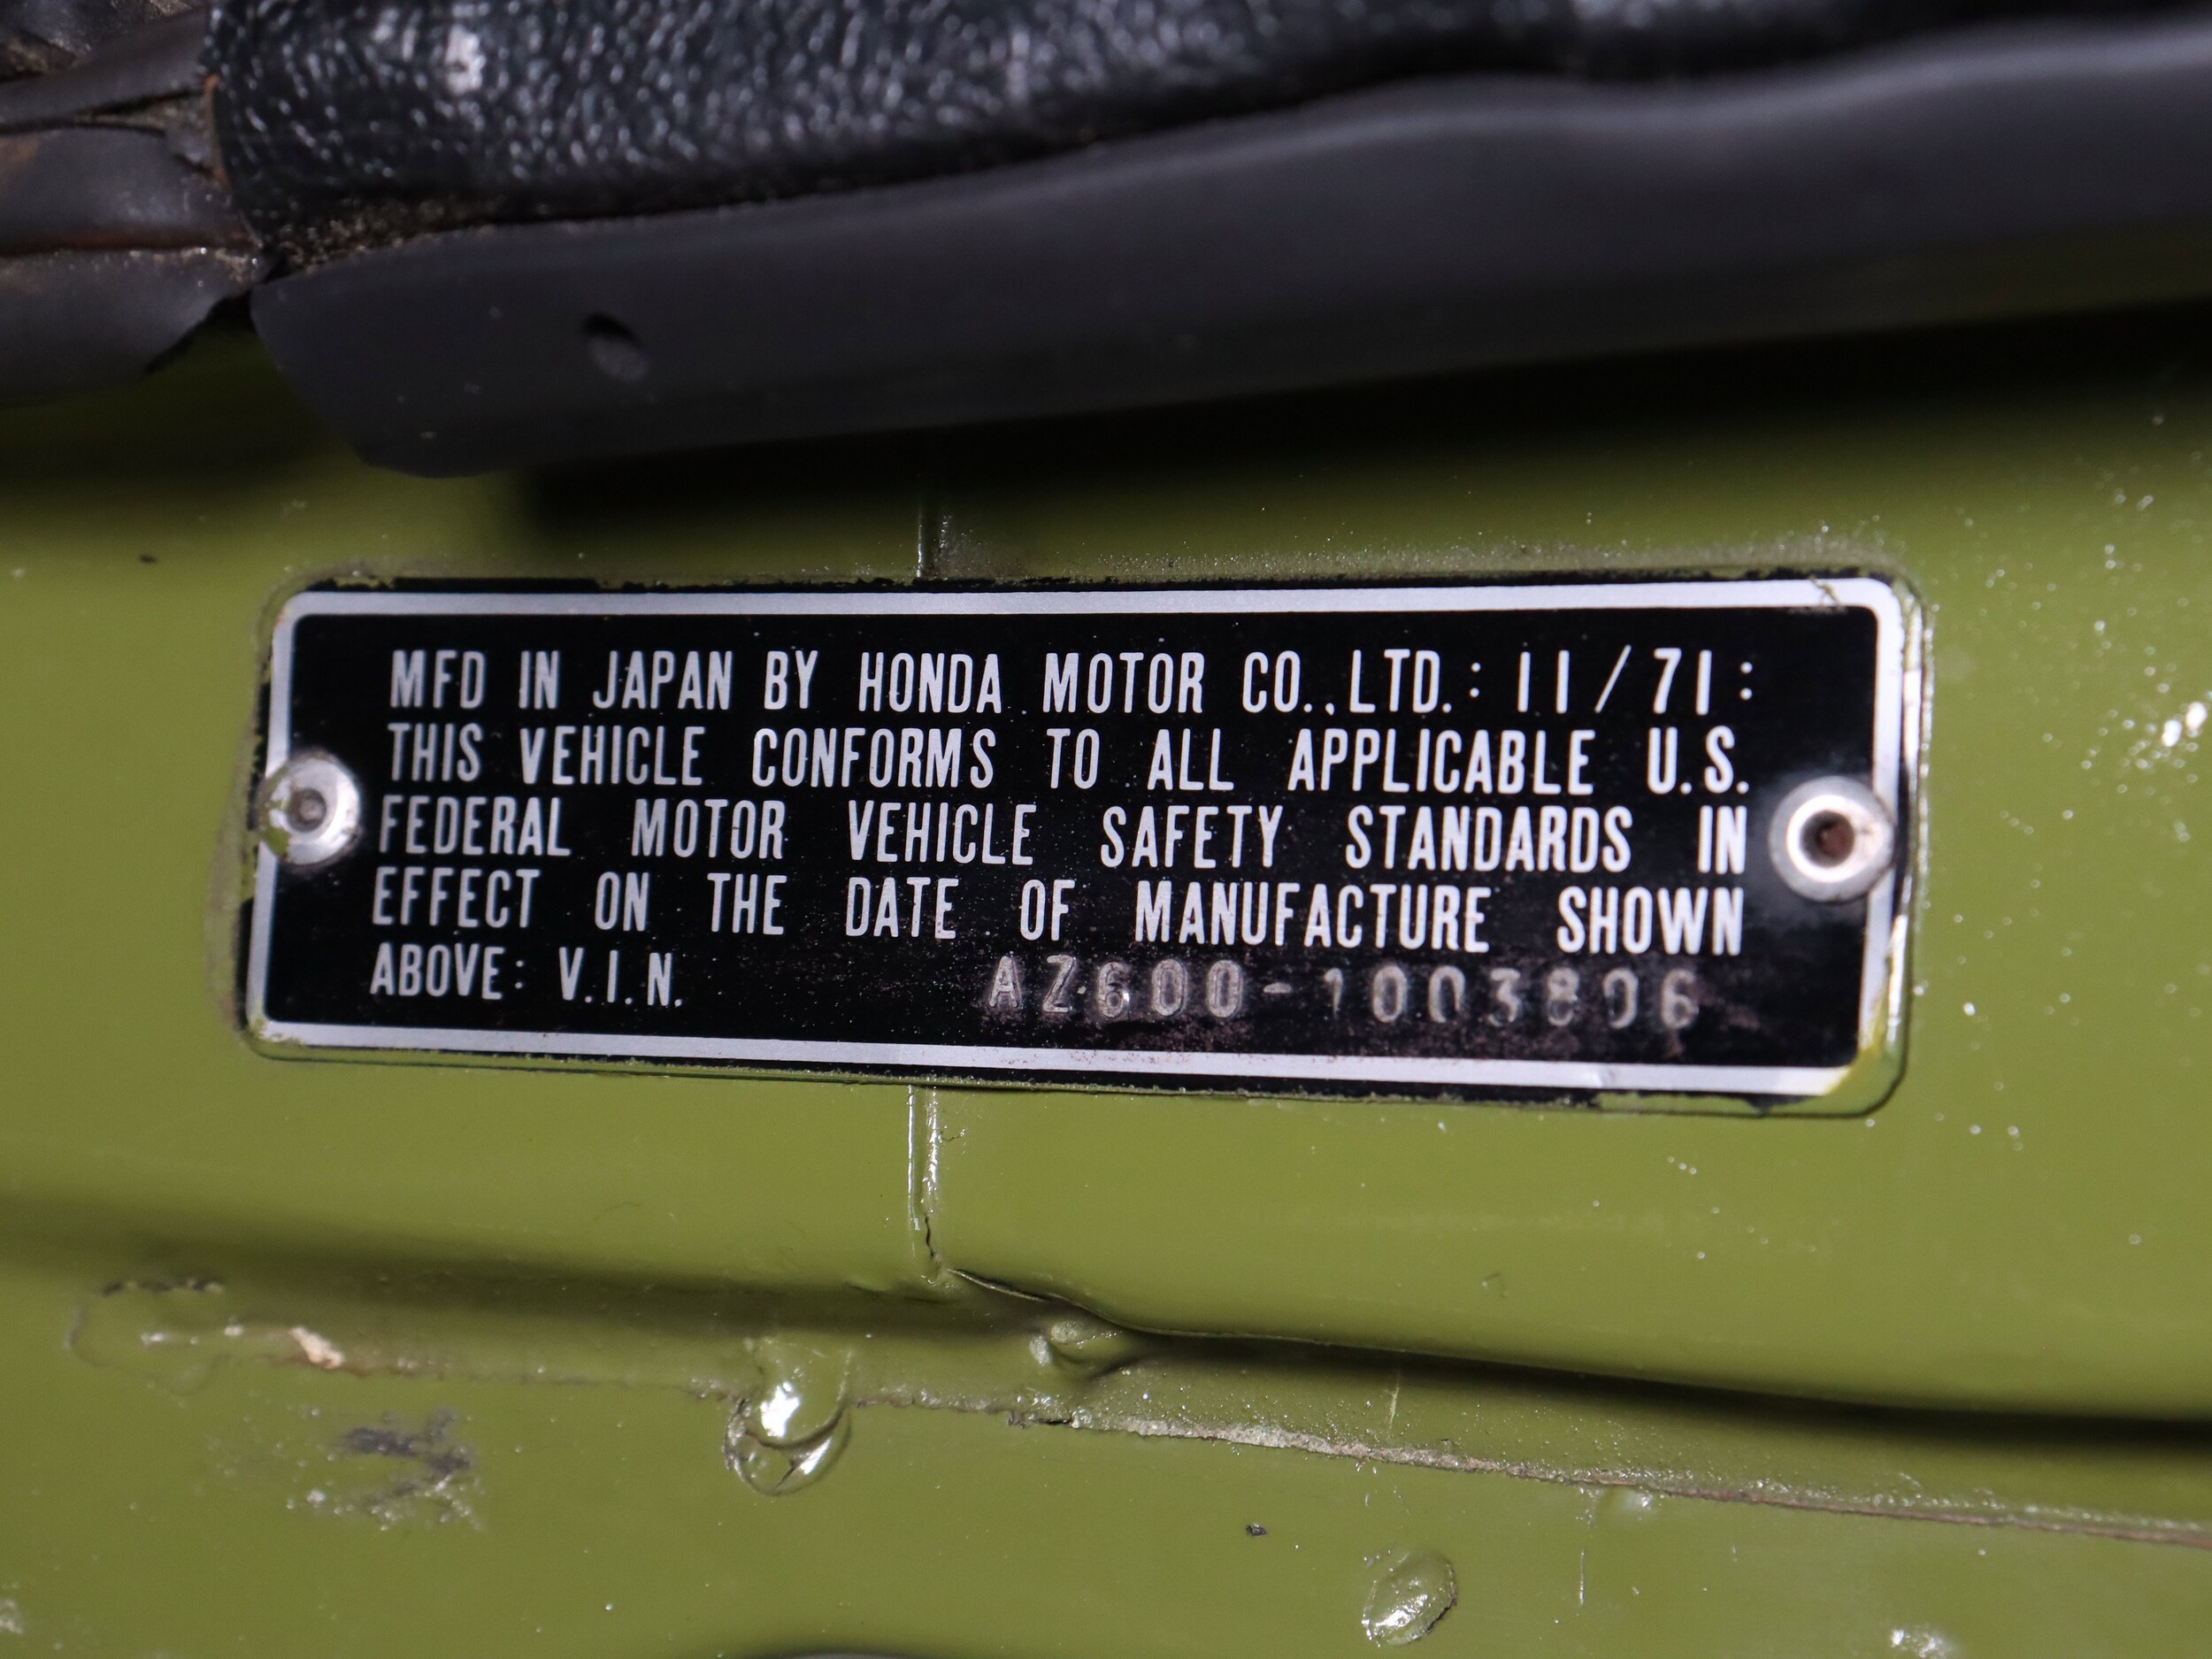 MFD IN JAPAN BY HONDA MOTOR CO., LTD.: 11/71:
THIS VEHICLE CONFORMS TO ALL APPLICABLE U.S.
FEDERAL MOTOR VEHICLE SAFETY STANDARDS IN
EFFECT ON THE DATE OF MANUFACTURE SHOWN
ABOVE: V.I.N. AZ600-1003806